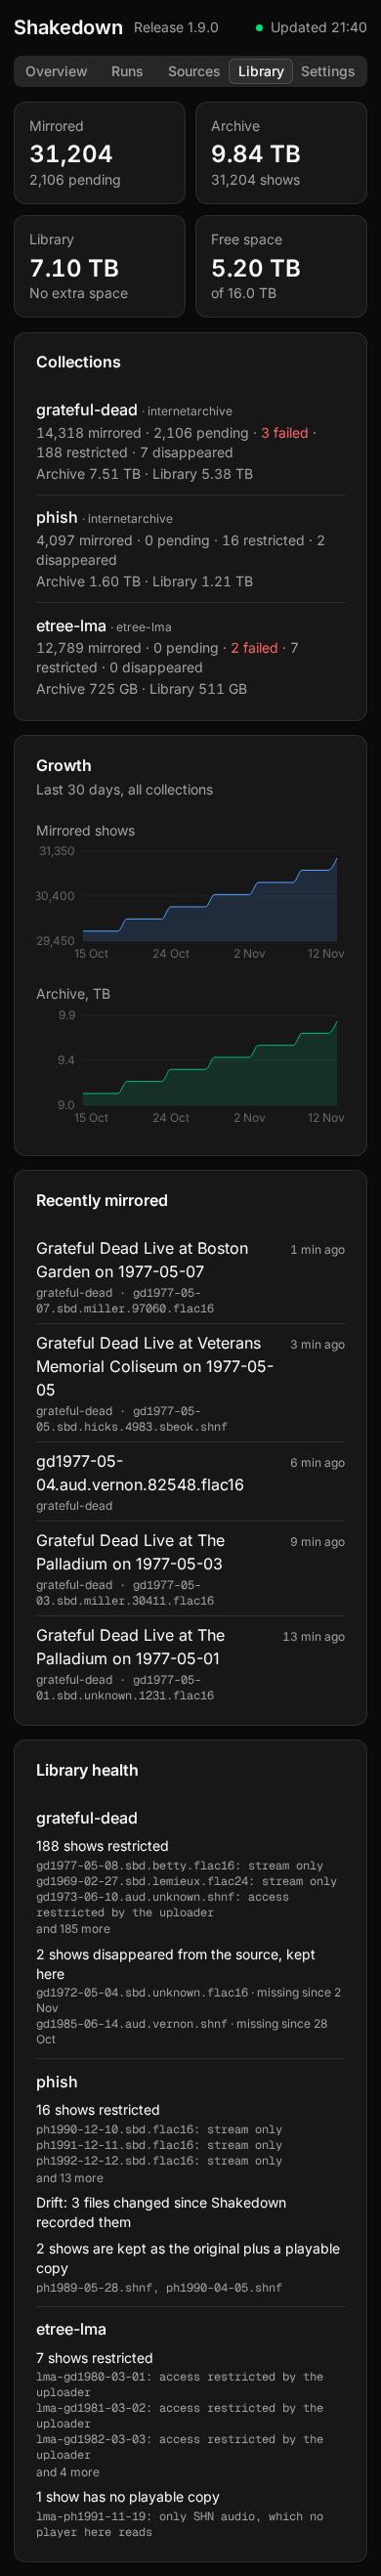 Shakedown Release 1.9.0 Updated 21:40
Overview Runs Sources Library Settings
Mirrored
31,204
2,106 pending
Archive
9.84 TB
31,204 shows
Library
7.10 TB
No extra space
Free space
5.20 TB
of 16.0 TB
Collections
grateful-dead · internetarchive
14,318 mirrored · 2,106 pending · 3 failed ·
188 restricted · 7 disappeared
Archive 7.51 TB · Library 5.38 TB
phish · internetarchive
4,097 mirrored · 0 pending · 16 restricted · 2
disappeared
Archive 1.60 TB · Library 1.21 TB
etree-lma · etree-lma
12,789 mirrored · 0 pending · 2 failed · 7
restricted · 0 disappeared
Archive 725 GB · Library 511 GB
Growth
Last 30 days, all collections
Mirrored shows
31,350
30,400
29,450
15 Oct 24 Oct 2 Nov 12 Nov
Archive, TB
9.9
9.4
9.0
15 Oct 24 Oct 2 Nov 12 Nov
Recently mirrored
Grateful Dead Live at Boston 1 min ago
Garden on 1977-05-07
grateful-dead · gd1977-05-
07.sbd.miller.97060.flac16
Grateful Dead Live at Veterans 3 min ago
Memorial Coliseum on 1977-05-
05
grateful-dead · gd1977-05-
05.sbd.hicks.4983.sbeok.shnf
gd1977-05- 6 min ago
04.aud.vernon.82548.flac16
grateful-dead
Grateful Dead Live at The 9 min ago
Palladium on 1977-05-03
grateful-dead · gd1977-05-
03.sbd.miller.30411.flac16
Grateful Dead Live at The 13 min ago
Palladium on 1977-05-01
grateful-dead · gd1977-05-
01.sbd.unknown.1231.flac16
Library health
grateful-dead
188 shows restricted
gd1977-05-08.sbd.betty.flac16: stream only
gd1969-02-27.sbd.lemieux.flac24: stream only
gd1973-06-10.aud.unknown.shnf: access
restricted by the uploader
and 185 more
2 shows disappeared from the source, kept
here
gd1972-05-04.sbd.unknown.flac16 · missing since 2
Nov
gd1985-06-14.aud.vernon.shnf · missing since 28
Oct
phish
16 shows restricted
ph1990-12-10.sbd.flac16: stream only
ph1991-12-11.sbd.flac16: stream only
ph1992-12-12.sbd.flac16: stream only
and 13 more
Drift: 3 files changed since Shakedown
recorded them
2 shows are kept as the original plus a playable
copy
ph1989-05-28.shnf, ph1990-04-05.shnf
etree-lma
7 shows restricted
lma-gd1980-03-01: access restricted by the
uploader
lma-gd1981-03-02: access restricted by the
uploader
lma-gd1982-03-03: access restricted by the
uploader
and 4 more
1 show has no playable copy
lma-ph1991-11-19: only SHN audio, which no
player here reads